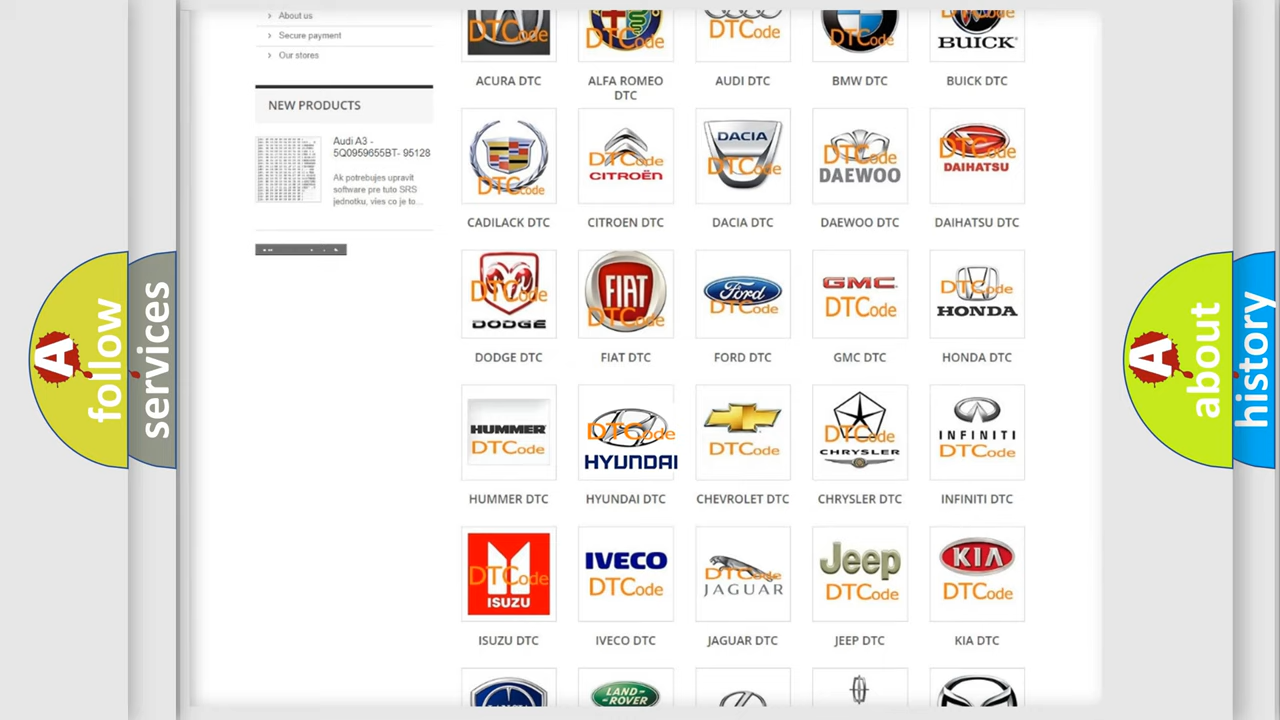 About us
Secure payment
Our stores
NEW PRODUCTS
Audi A3 -
5Q0959655BT- 95128
Ak potrebujes upravit
software pre tuto SRS
jednotku, vies co je to...
DTCode DTCode DTCode DTCode BUICK
ACURA DTC ALFA ROMEO DTC AUDI DTC BMW DTC BUICK DTC
DTCode DTCode CITROËN DACIA DTCode DTCode DAEWOO DTCode DAIHATSU
CADILACK DTC CITROEN DTC DACIA DTC DAEWOO DTC DAIHATSU DTC
DTCode DODGE FIAT DTCode Ford DTCode GMC DTCode DTCode HONDA
DODGE DTC FIAT DTC FORD DTC GMC DTC HONDA DTC
HUMMER DTCode DTCode HYUNDAI DTCode DTCode CHRYSLER INFINITI DTCode
HUMMER DTC HYUNDAI DTC CHEVROLET DTC CHRYSLER DTC INFINITI DTC
DTCode ISUZU IVECO DTCode DTCode JAGUAR Jeep DTCode KIA DTCode
ISUZU DTC IVECO DTC JAGUAR DTC JEEP DTC KIA DTC
LAND-
ROVER
A follow
services
A about
history